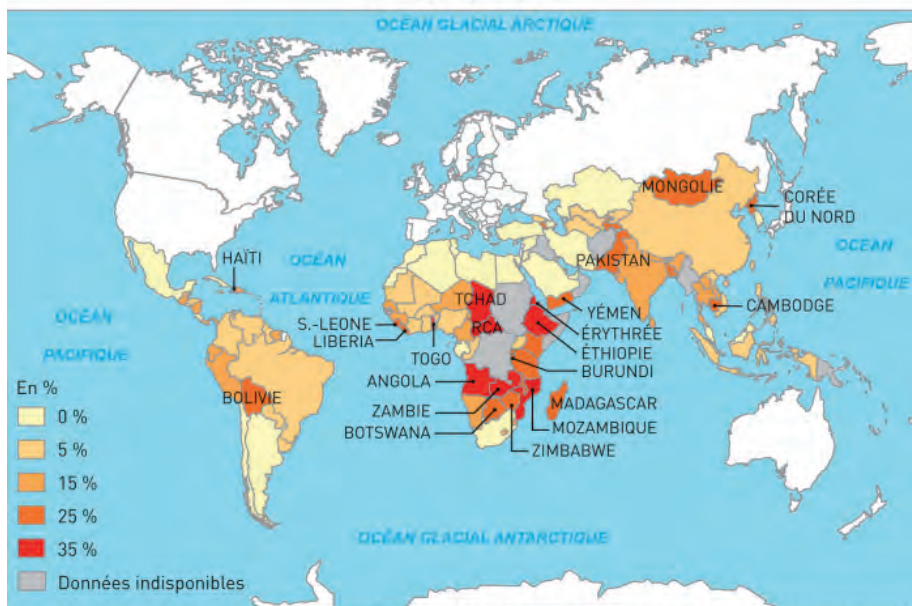 OCÉAN GLACIAL ARCTIQUE
MONGOLIE
CORÉE
DU NORD
HAÏTI
OCÉAN
ATLANTIQUE
OCÉAN
PACIFIQUE
PAKISTAN
TCHAD
RCA
YÉMEN
CAMBODGE
ÉRYTHRÉE
ÉTHIOPIE
BURUNDI
S.-LEONE
LIBERIA
TOGO
OCÉAN
PACIFIQUE
BOLIVIE
ANGOLA
ZAMBIE
BOTSWANA
MADAGASCAR
MOZAMBIQUE
ZIMBABWE
En %
0 %
5 %
15 %
25 %
35 %
Données indisponibles
OCÉAN GLACIAL ANTARCTIQUE